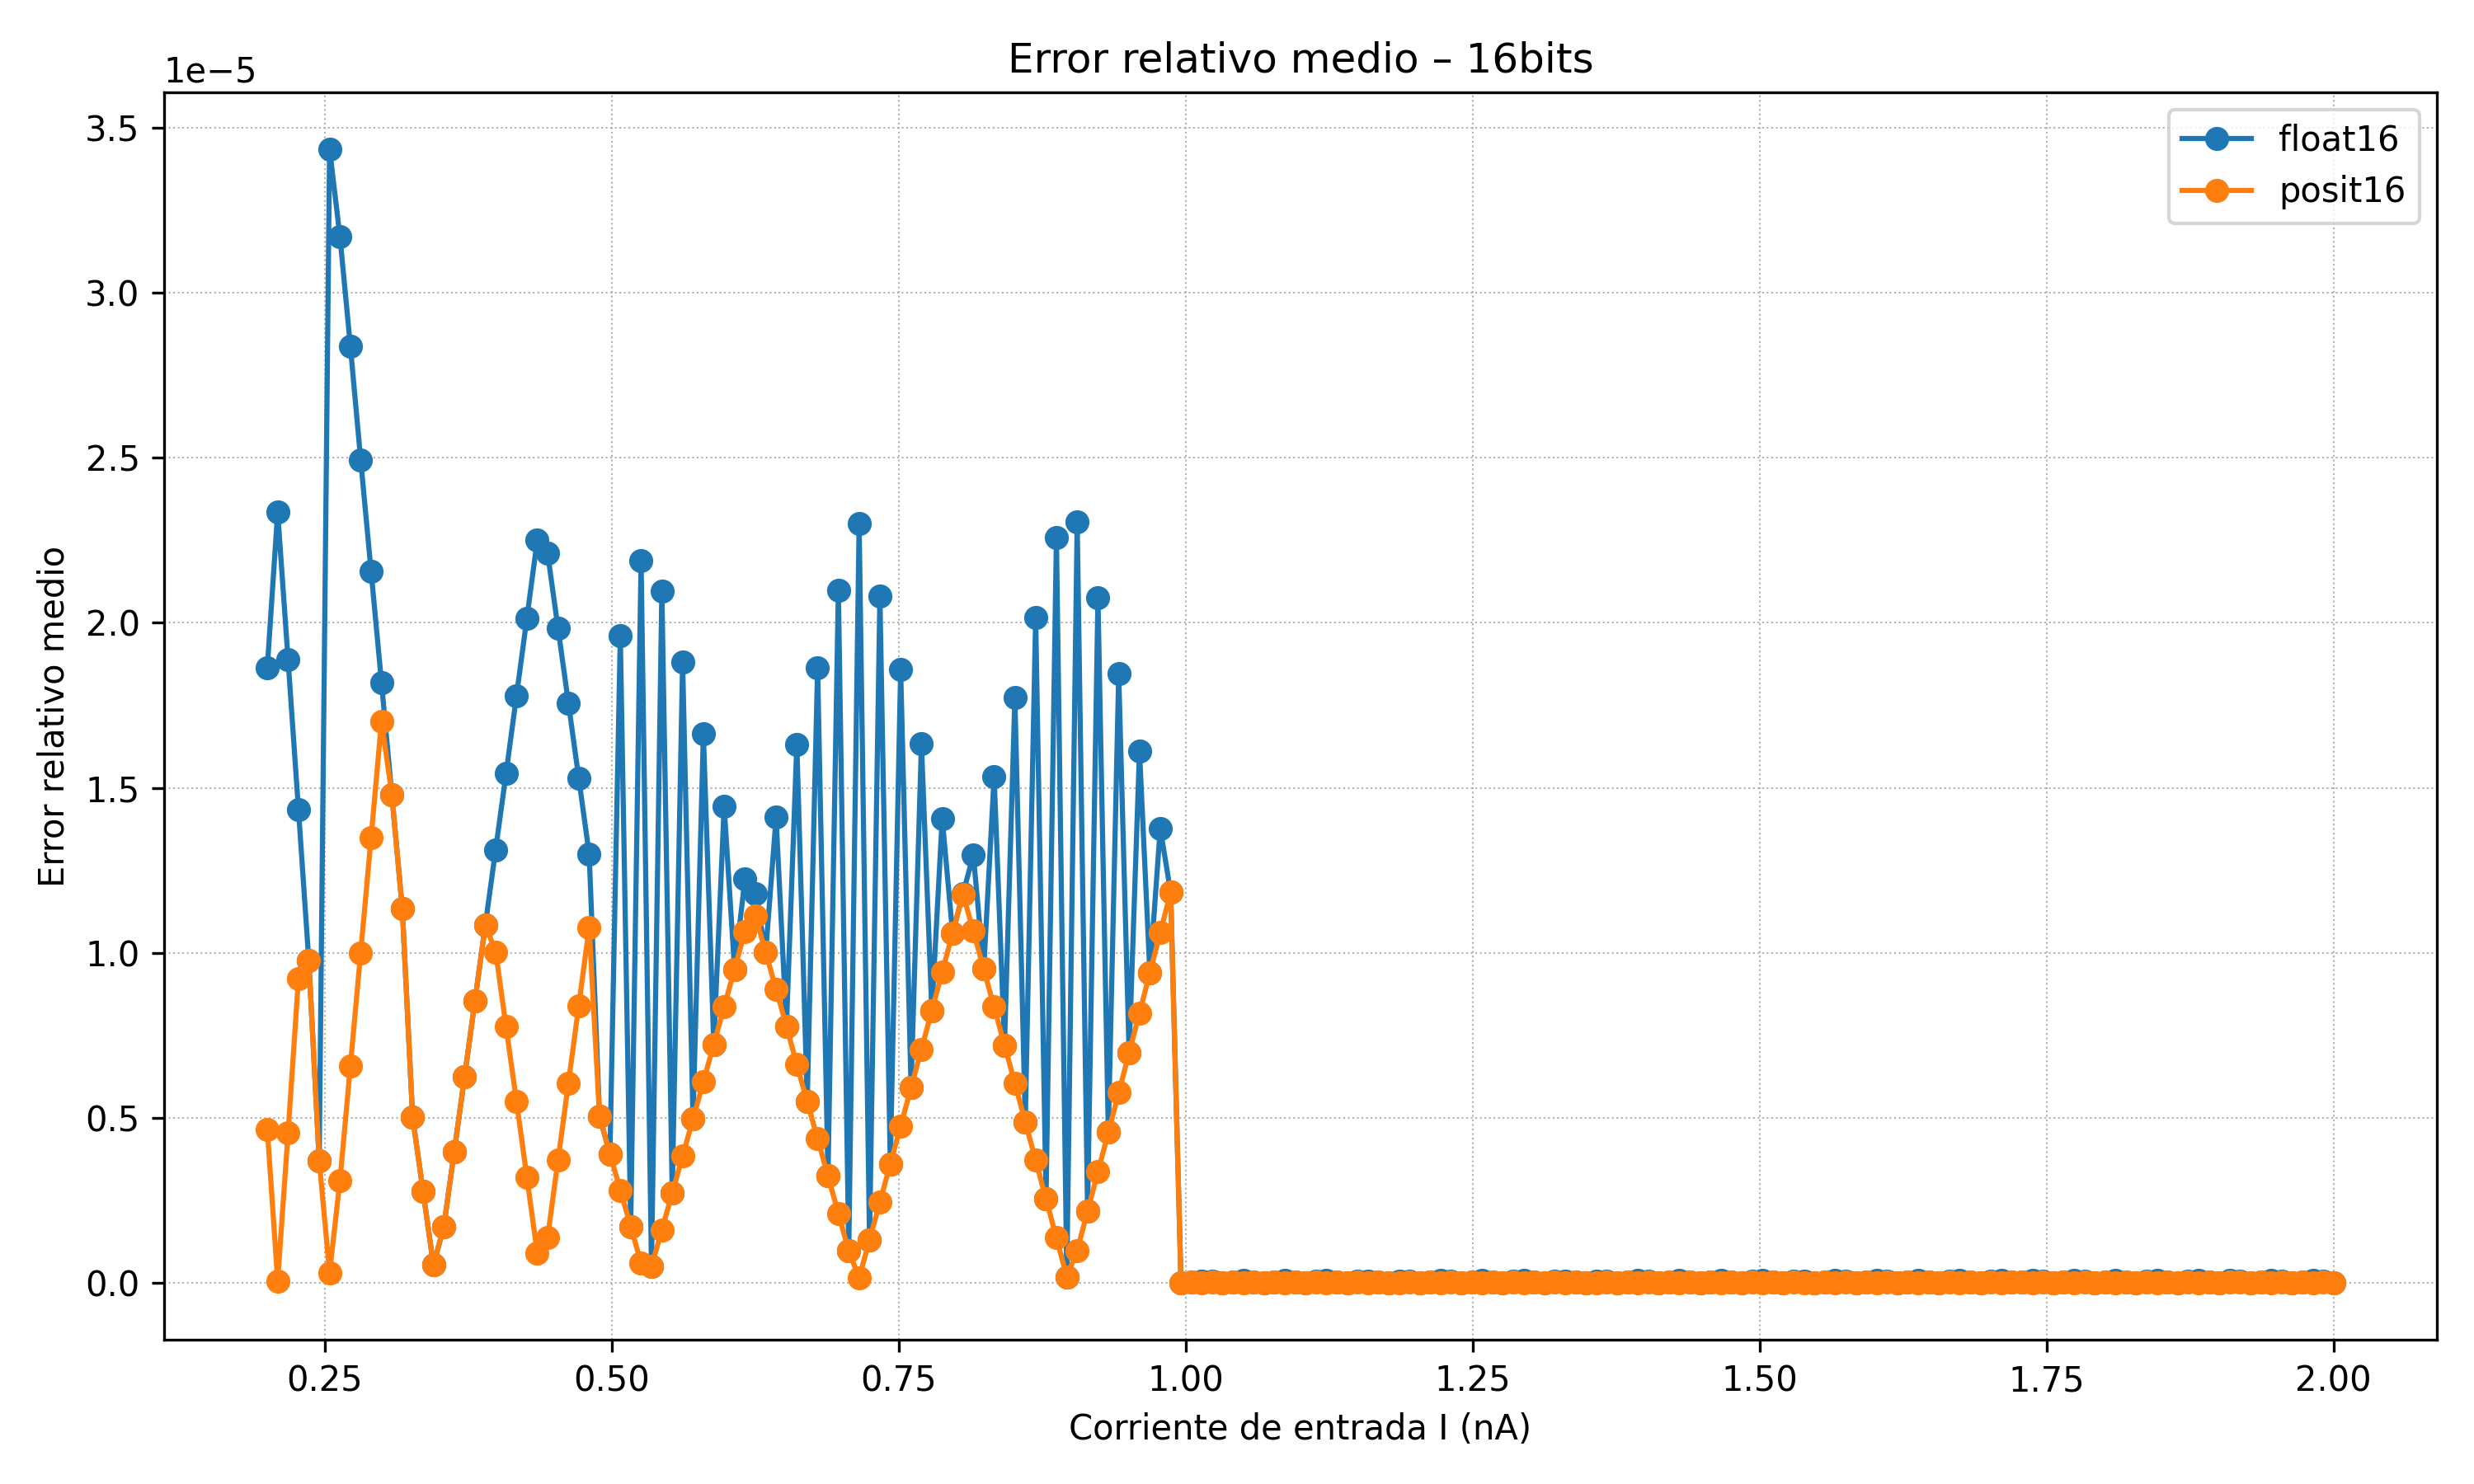 Error relativo medio – 16bits
1e−5
3.5
3.0
2.5
2.0
1.5
1.0
0.5
0.0
Error relativo medio
float16
posit16
0.25 0.50 0.75 1.00 1.25 1.50 1.75 2.00
Corriente de entrada I (nA)